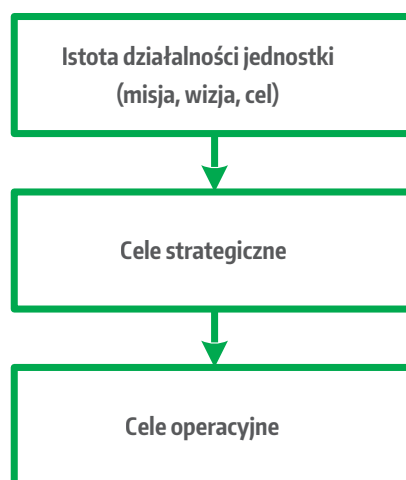 Istota działalności jednostki
(misja, wizja, cel)
Cele strategiczne
Cele operacyjne